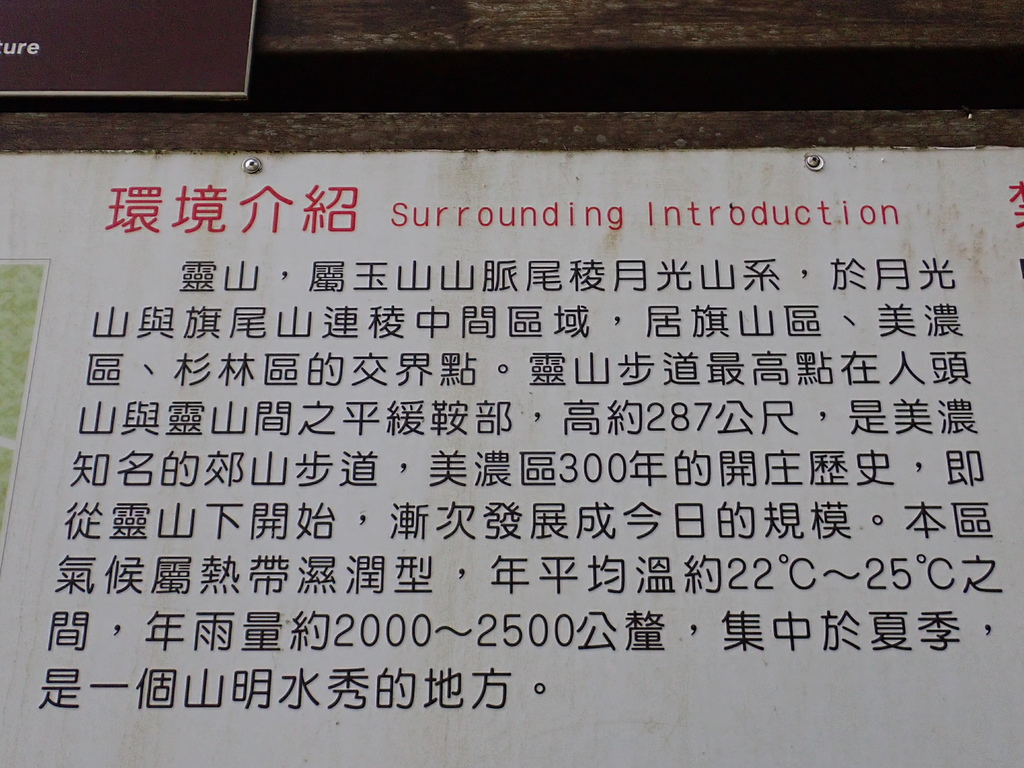 ture
環境介紹 Surrounding Introduction
靈山，屬玉山山脈尾稜月光山系，於月光
山與旗尾山連稜中間區域，居旗山區、美濃
區、杉林區的交界點。靈山步道最高點在人頭
山與靈山間之平緩鞍部，高約287公尺，是美濃
知名的郊山步道，美濃區300年的開庄歷史，即
從靈山下開始，漸次發展成今日的規模。本區
氣候屬熱帶濕潤型，年平均溫約22℃～25℃之
間，年雨量約2000～2500公釐，集中於夏季，
是一個山明水秀的地方。